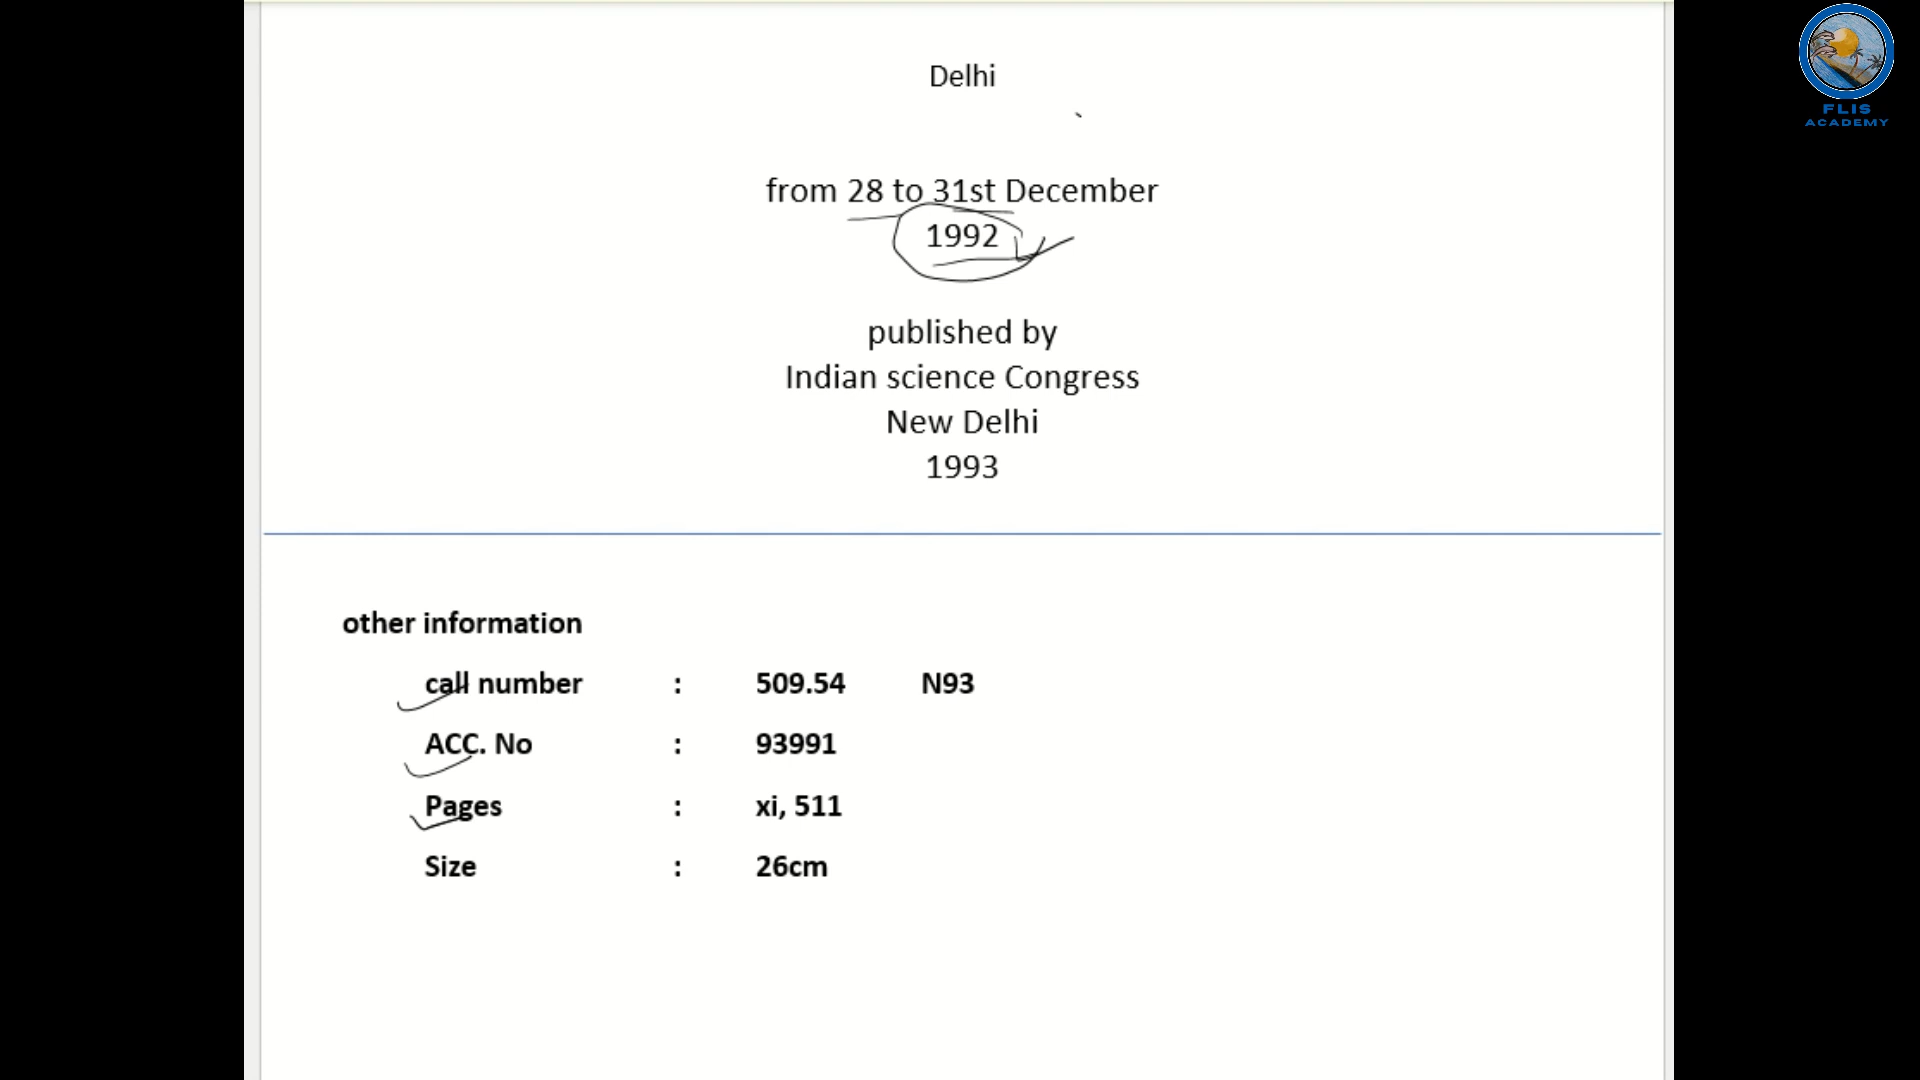 Delhi
FLIS
ACADEMY
from 28 to 31st December
1992
published by
Indian science Congress
New Delhi
1993
other information
call number : 509.54 N93
ACC. No : 93991
Pages : xi, 511
Size : 26cm